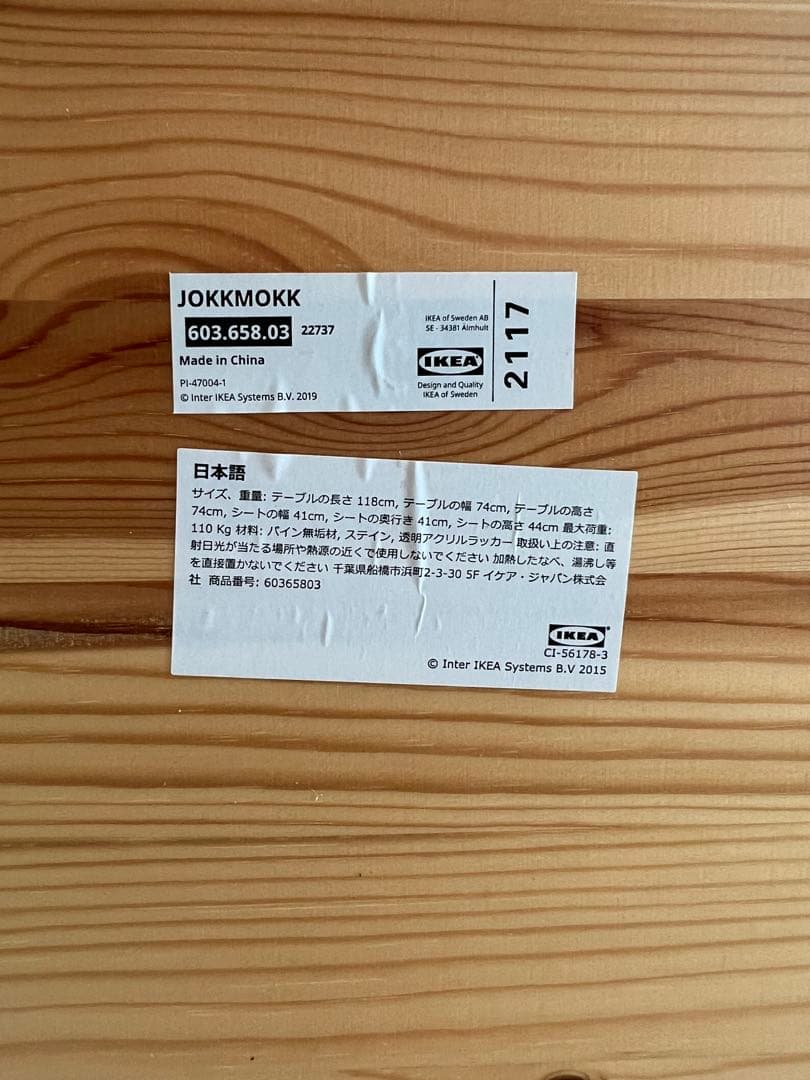 JOKKMOKK
603.658.03 22737
Made in China
PI-47004-1
© Inter IKEA Systems B.V. 2019
IKEA of Sweden AB
SE - 34381 Älmhult
IKEA
Design and Quality
IKEA of Sweden
2117
日本語
サイズ、重量: テーブルの長さ 118cm, テーブルの幅 74cm, テーブルの高さ
74cm, シートの幅 41cm, シートの奥行き 41cm, シートの高さ 44cm 最大荷重:
110 Kg 材料: パイン無垢材, ステイン, 透明アクリルラッカー 取扱い上の注意: 直
射日光が当たる場所や熱源の近くで使用しないでください 加熱したなべ、湯沸し等
を直接置かないでください 千葉県船橋市浜町2-3-30 5F イケア・ジャパン株式会
社 商品番号: 60365803
IKEA®
CI-56178-3
© Inter IKEA Systems B.V 2015